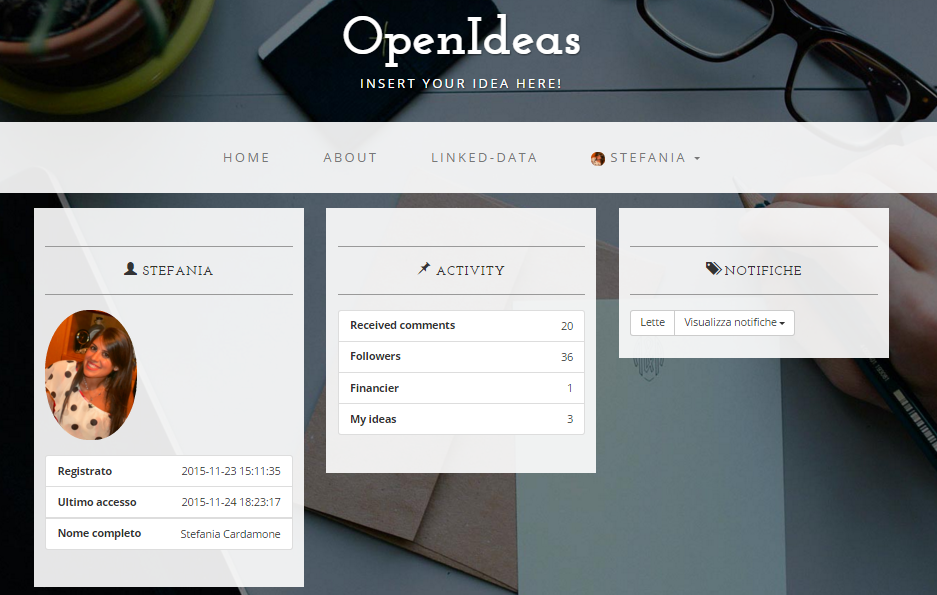 OpenIdeas
INSERT YOUR IDEA HERE!
HOME ABOUT LINKED-DATA STEFANIA
STEFANIA
Registrato 2015-11-23 15:11:35
Ultimo accesso 2015-11-24 18:23:17
Nome completo Stefania Cardamone
ACTIVITY
Received comments 20
Followers 36
Financier 1
My ideas 3
NOTIFICHE
Lette Visualizza notifiche